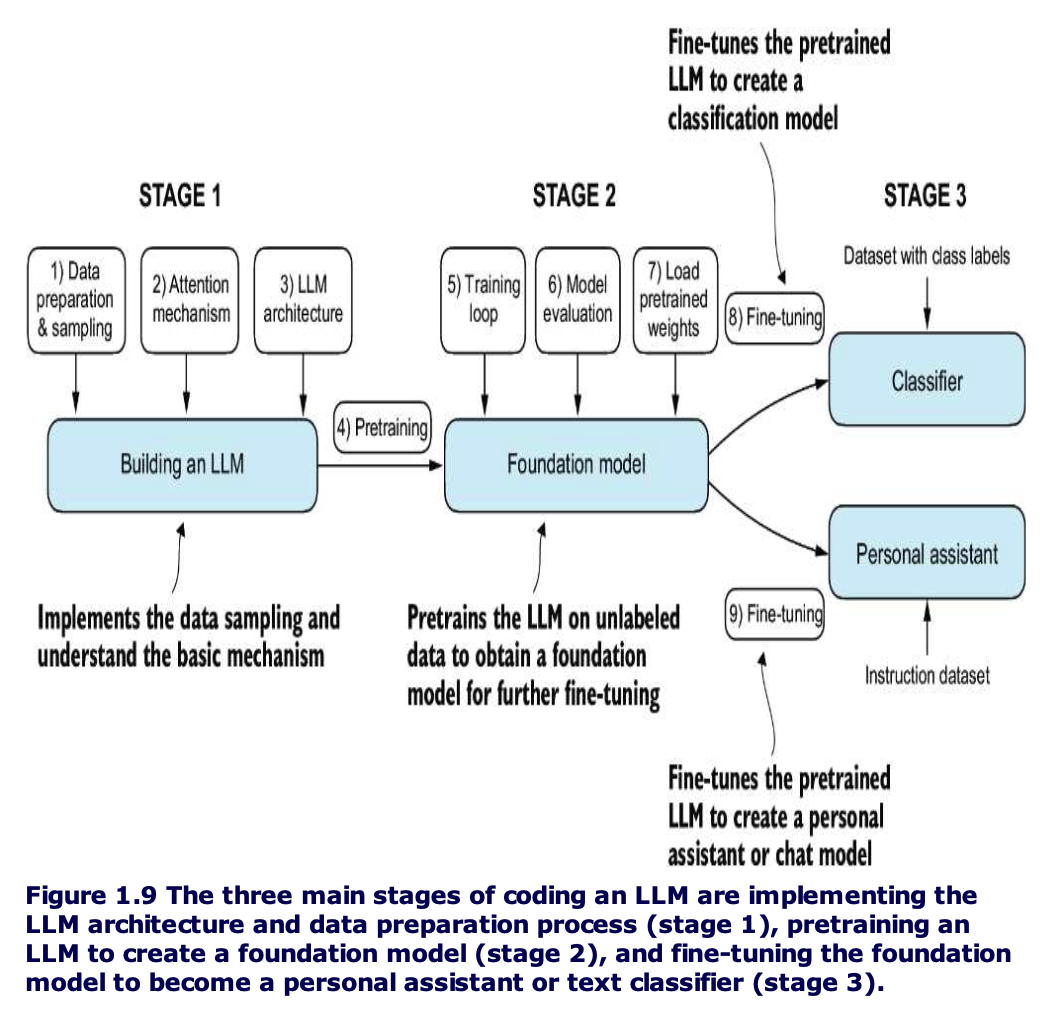 Fine-tunes the pretrained
LLM to create a
classification model
STAGE 1
STAGE 2
STAGE 3
1) Data
preparation
& sampling
2) Attention
mechanism
3) LLM
architecture
5) Training
loop
6) Model
evaluation
7) Load
pretrained
weights
8) Fine-tuning
Dataset with class labels
Classifier
4) Pretraining
Building an LLM
Foundation model
Personal assistant
9) Fine-tuning
Instruction dataset
Implements the data sampling and
understand the basic mechanism
Pretrains the LLM on unlabeled
data to obtain a foundation
model for further fine-tuning
Fine-tunes the pretrained
LLM to create a personal
assistant or chat model
Figure 1.9 The three main stages of coding an LLM are implementing the
LLM architecture and data preparation process (stage 1), pretraining an
LLM to create a foundation model (stage 2), and fine-tuning the foundation
model to become a personal assistant or text classifier (stage 3).